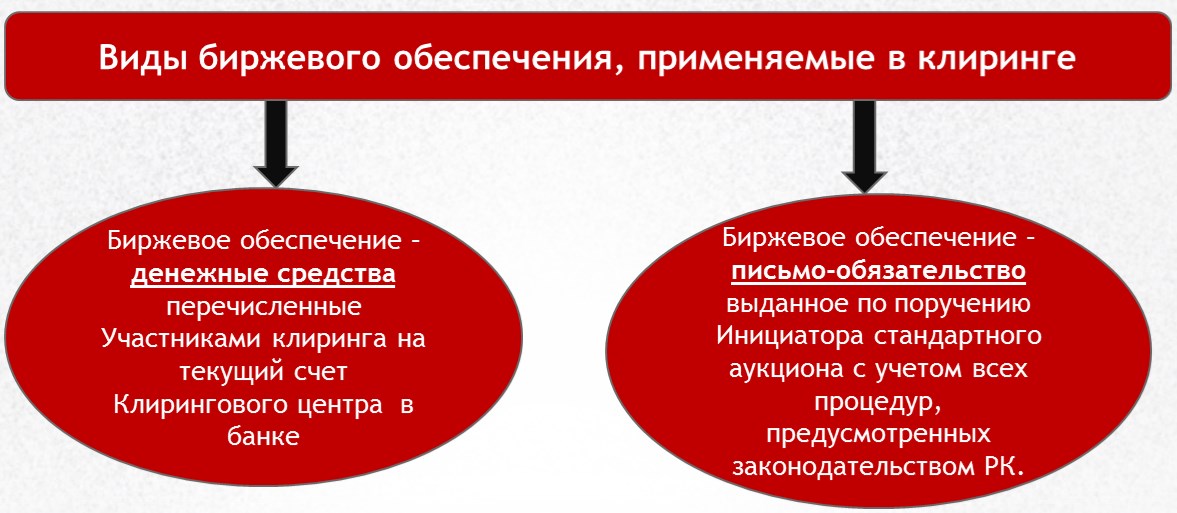 Виды биржевого обеспечения, применяемые в клиринге
Биржевое обеспечение –
денежные средства
перечисленные
Участниками клиринга на
текущий счет
Клирингового центра в
банке
Биржевое обеспечение –
письмо-обязательство
выданное по поручению
Инициатора стандартного
аукциона с учетом всех
процедур,
предусмотренных
законодательством РК.